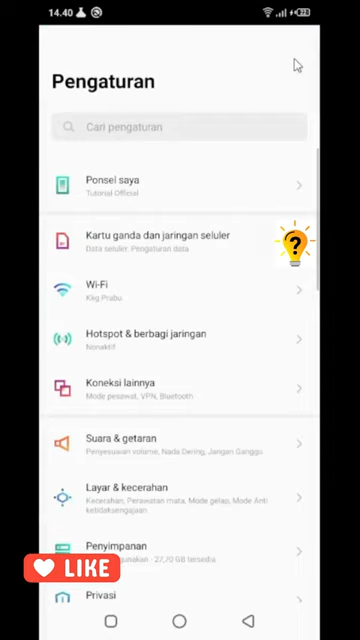 14.40
Pengaturan
Cari pengaturan
Ponsel saya
Tutorial Official
Kartu ganda dan jaringan seluler
Data seluler: Pengaturan data
Wi-Fi
Kkg Prabu
Hotspot & berbagi jaringan
Nonaktif
Koneksi lainnya
Mode pesawat, VPN, Bluetooth
Suara & getaran
Penyesuaian volume, Nada Dering, Jangan Ganggu
Layar & kecerahan
Kecerahan, Perawatan mata, Mode gelap, Mode Anti
ketidaksengajaan
Penyimpanan
27,70 GB tersedia
LIKE
Privasi